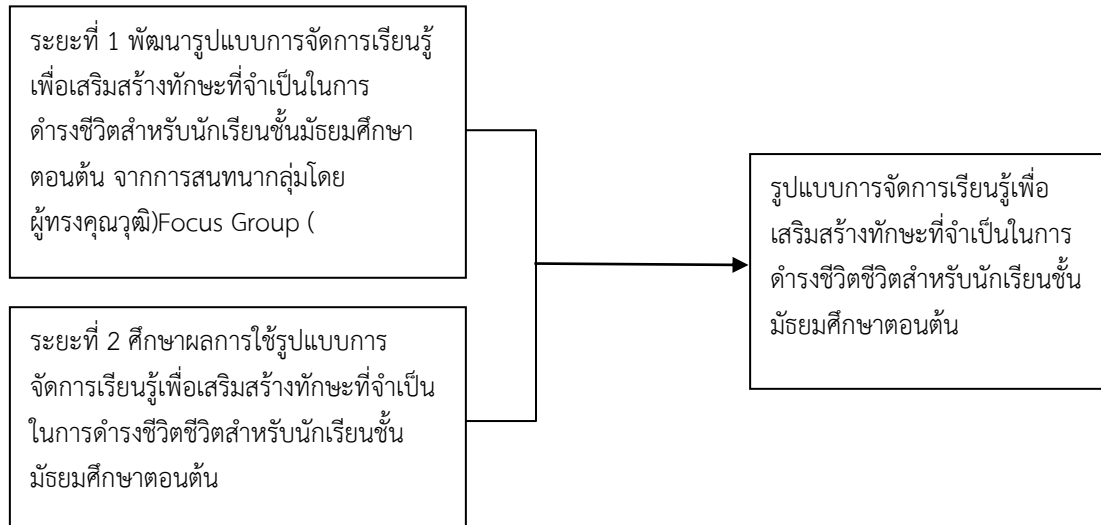 ระยะที่ 1 พัฒนารูปแบบการจัดการเรียนรู้
เพื่อเสริมสร้างทักษะที่จำเป็นในการ
ดำรงชีวิตสำหรับนักเรียนชั้นมัธยมศึกษา
ตอนต้น จากการสนทนากลุ่มโดย
ผู้ทรงคุณวุฒิ)Focus Group (
ระยะที่ 2 ศึกษาผลการใช้รูปแบบการ
จัดการเรียนรู้เพื่อเสริมสร้างทักษะที่จำเป็น
ในการดำรงชีวิตชีวิตสำหรับนักเรียนชั้น
มัธยมศึกษาตอนต้น
รูปแบบการจัดการเรียนรู้เพื่อ
เสริมสร้างทักษะที่จำเป็นในการ
ดำรงชีวิตชีวิตสำหรับนักเรียนชั้น
มัธยมศึกษาตอนต้น